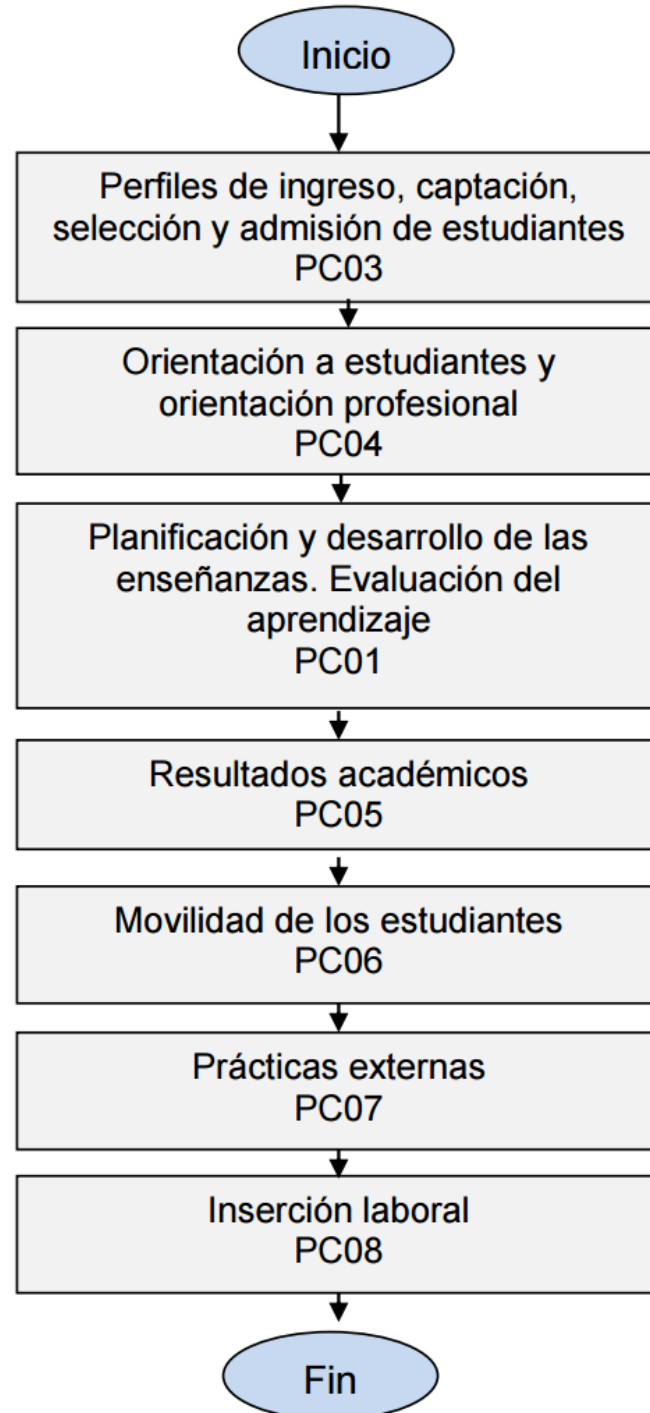 Inicio
Perfiles de ingreso, captación,
selección y admisión de estudiantes
PC03
Orientación a estudiantes y
orientación profesional
PC04
Planificación y desarrollo de las
enseñanzas. Evaluación del
aprendizaje
PC01
Resultados académicos
PC05
Movilidad de los estudiantes
PC06
Prácticas externas
PC07
Inserción laboral
PC08
Fin